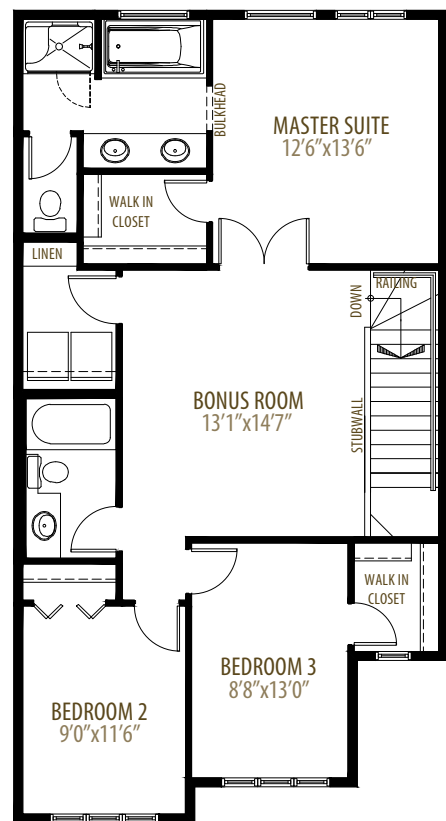 BULKHEAD
MASTER SUITE
12'6"x13'6"
WALK IN
CLOSET
LINEN
DOWN
RAILING
BONUS ROOM
13'1"x14'7"
STUBWALL
WALK IN
CLOSET
BEDROOM 3
8'8"x13'0"
BEDROOM 2
9'0"x11'6"